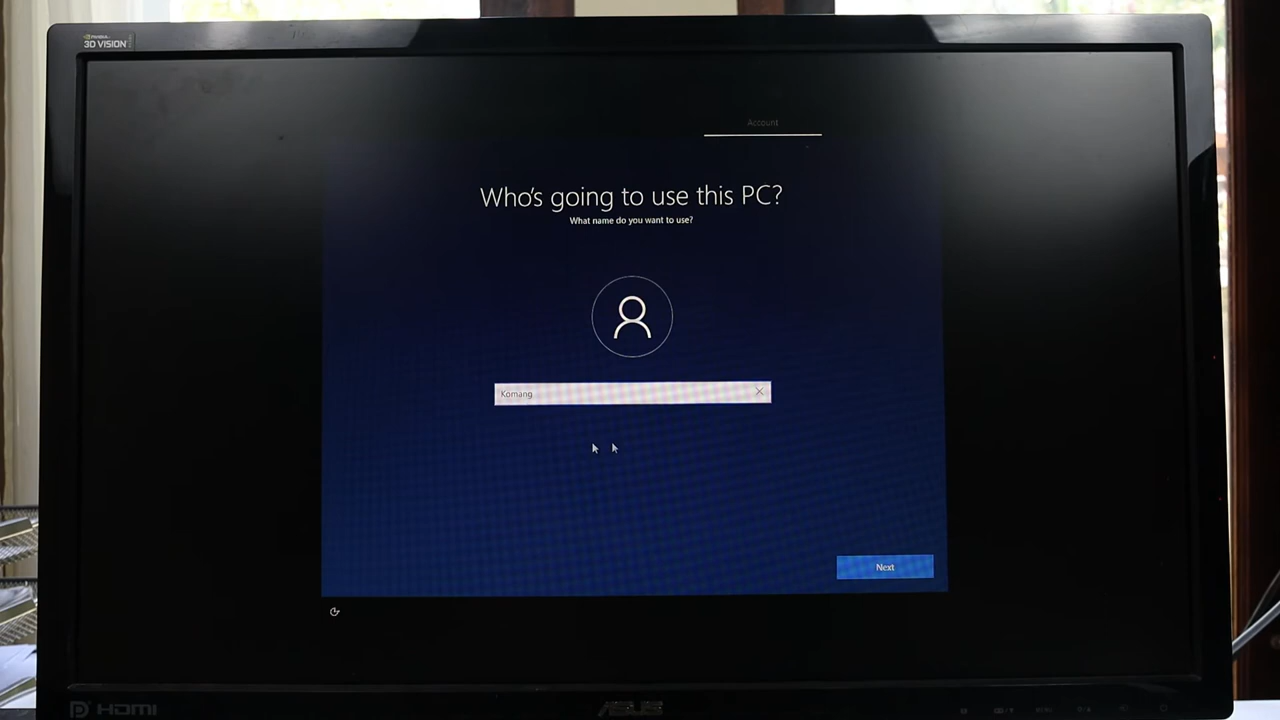 NVIDIA.
3D VISION
Account
Who's going to use this PC?
What name do you want to use?
Komang
Next
HDMI
ASUS